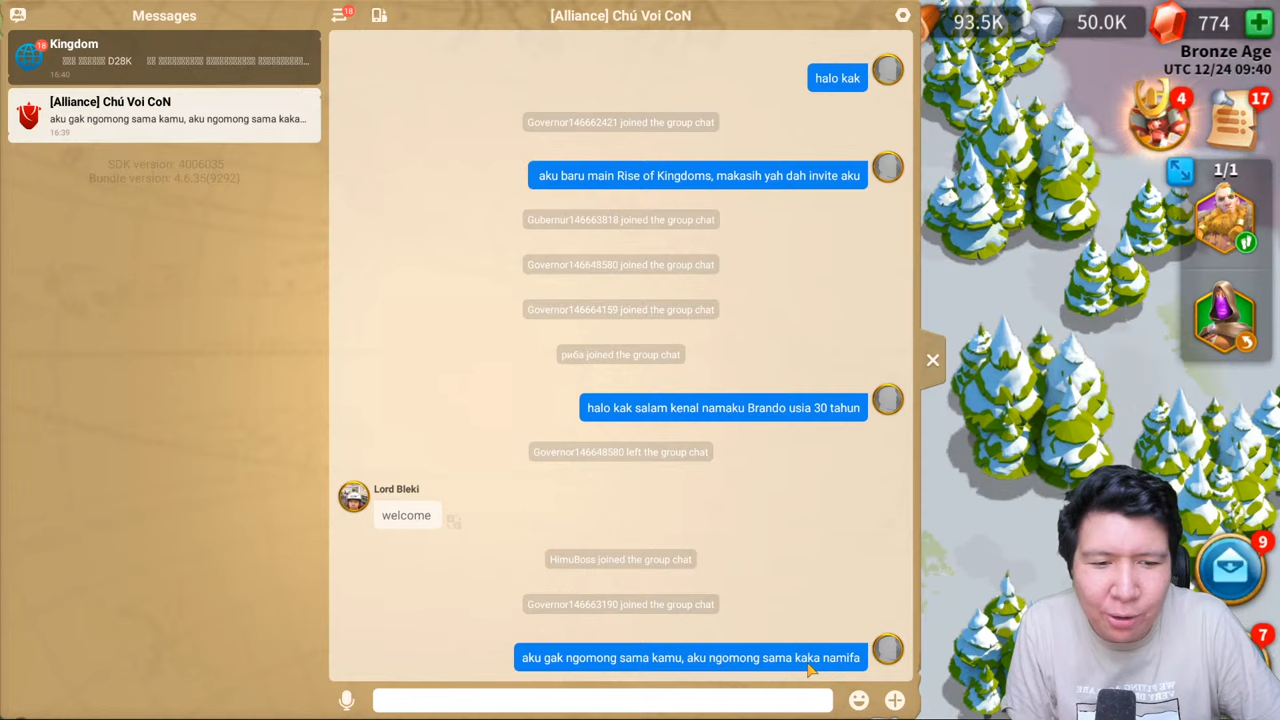 Messages
18
[Alliance] Chú Voi CoN
93.5K
50.0K
774
Bronze Age
UTC 12/24 09:40
4
17
1/1
18
Kingdom
D28K
16:40
[Alliance] Chú Voi CoN
aku gak ngomong sama kamu, aku ngomong sama kaka...
16:39
SDK version: 4006035
Bundle version: 4.6.35(9292)
halo kak
Governor146662421 joined the group chat
aku baru main Rise of Kingdoms, makasih yah dah invite aku
Gubernur146663818 joined the group chat
Governor146648580 joined the group chat
Governor146664159 joined the group chat
риба joined the group chat
halo kak salam kenal namaku Brando usia 30 tahun
Governor146648580 left the group chat
Lord Bleki
welcome
HimuBoss joined the group chat
Governor146663190 joined the group chat
aku gak ngomong sama kamu, aku ngomong sama kaka namifa
9
7